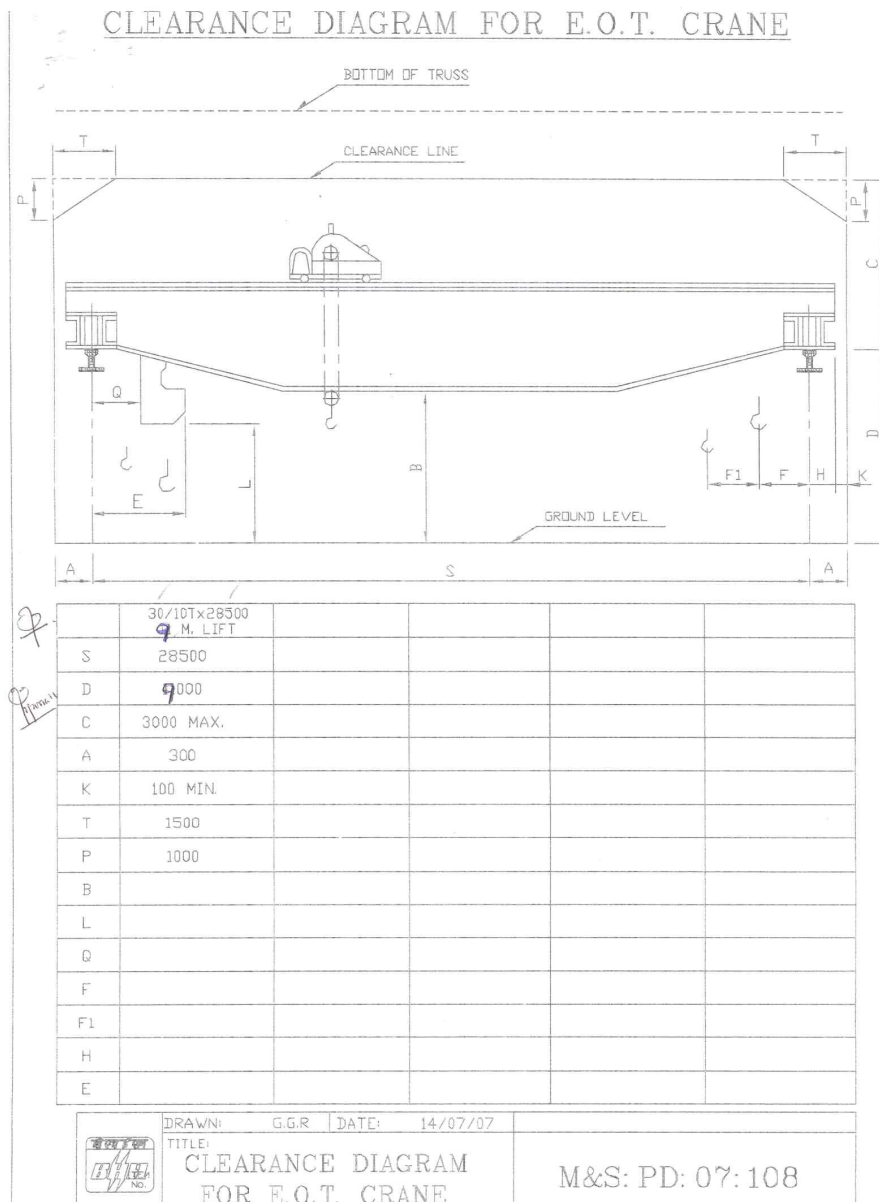 CLEARANCE DIAGRAM FOR E.O.T. CRANE
BOTTOM OF TRUSS
T
CLEARANCE LINE
T
P
P
C
Q
D
B
L
E
F1 F H K
GROUND LEVEL
A S A
30/10Tx28500
9 M. LIFT
S 28500
D 9000
C 3000 MAX.
A 300
K 100 MIN.
T 1500
P 1000
B
L
Q
F
F1
H
E
DRAWN: G.G.R DATE: 14/07/07
TITLE:
CLEARANCE DIAGRAM
FOR E.O.T. CRANE
NO.
M&S: PD: 07: 108